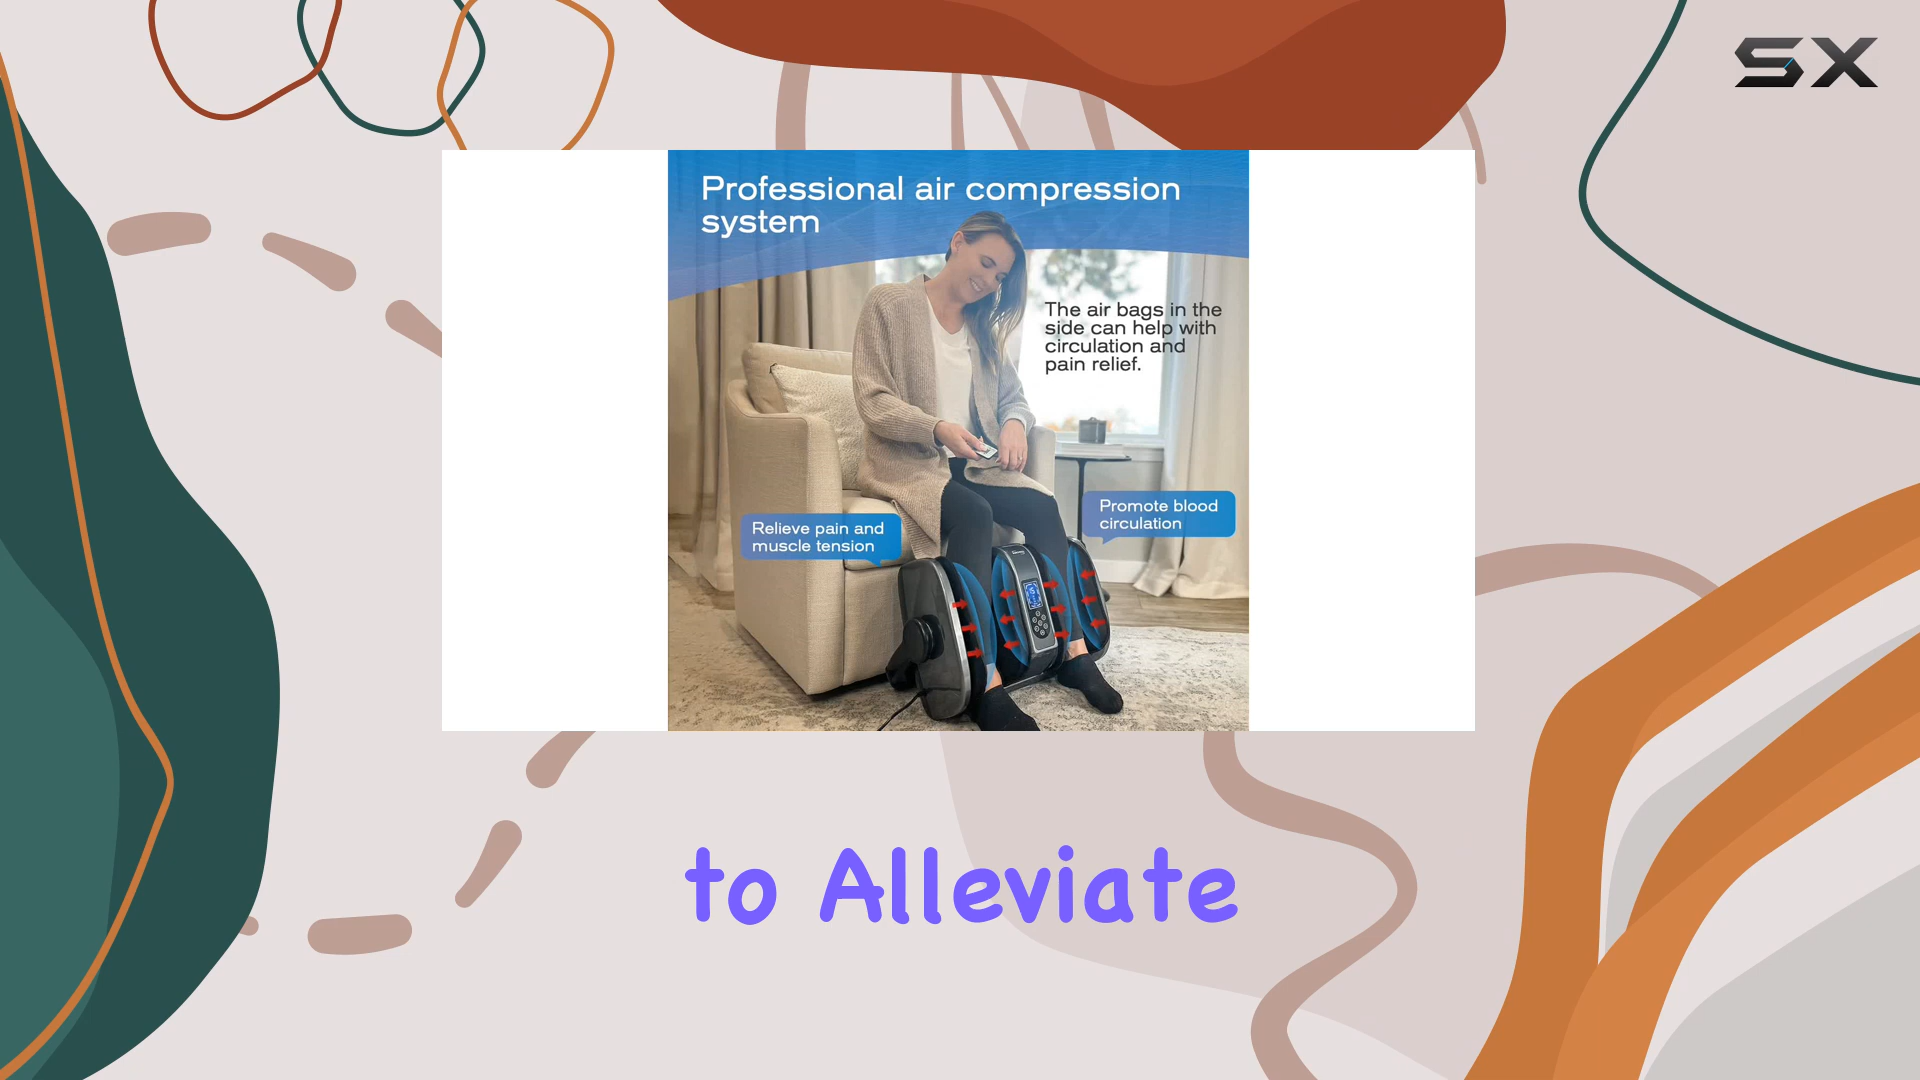 SX
Professional air compression
system
The air bags in the
side can help with
circulation and
pain relief.
Promote blood
circulation
Relieve pain and
muscle tension
to Alleviate